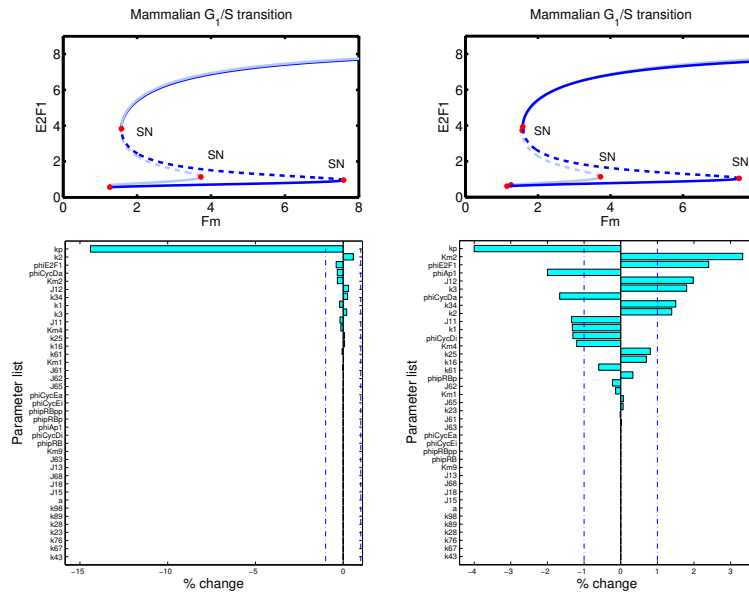 Mammalian G1/S transition
8
6
4
2
0
E2F1
SN
SN
SN
0
2
4
6
8
Fm
Mammalian G1/S transition
8
6
4
2
0
E2F1
SN
SN
SN
2
4
6
Fm
Parameter list
kp
k2
phiE2F1
phiCycDa
Km2
J12
k34
k1
k3
J11
Km4
k25
k16
k61
Km1
J61
J62
J65
phiCycEa
phiCycEi
phipRBpp
phipRBp
phiAp1
phiCycDi
phipRB
Km9
J63
J13
J68
J18
J15
a
k98
k89
k28
k23
k76
k67
k43
−15
−10
−5
0
% change
Parameter list
kp
Km2
phiE2F1
phiAp1
J12
k3
phiCycDa
k34
k2
J11
k1
phiCycDi
Km4
k25
k16
k61
phipRBp
J62
Km1
J65
k23
J61
J63
phiCycEa
phiCycEi
phipRBpp
phipRB
Km9
J13
J68
J18
J15
a
k98
k89
k28
k76
k67
k43
−4
−3
−2
−1
0
1
2
3
% change